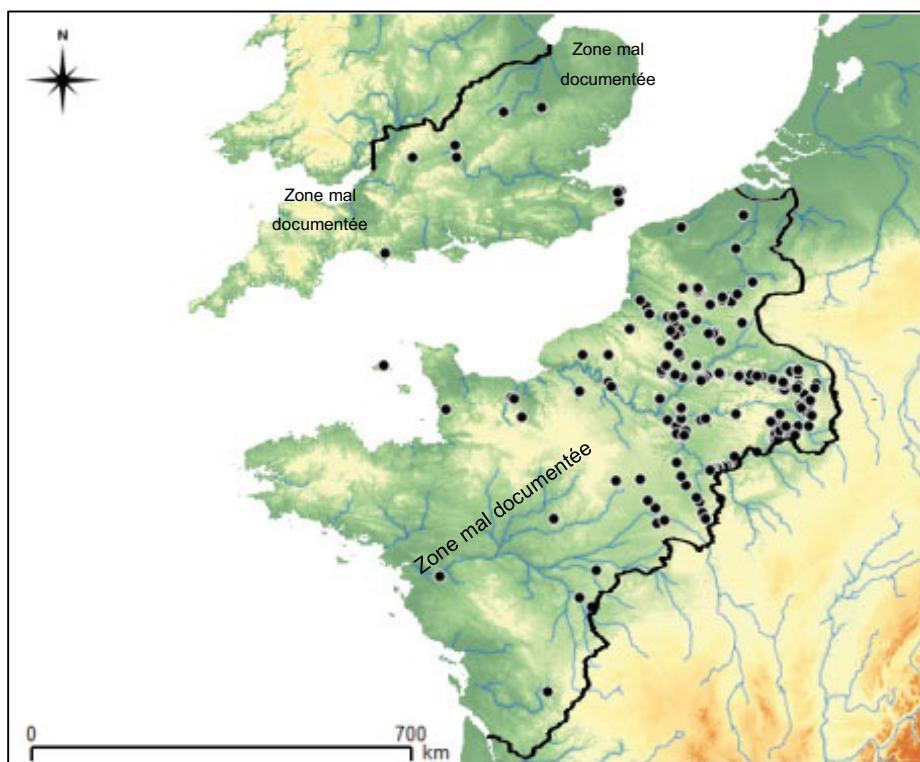 N
Zone mal
documentée
Zone mal
documentée
Zone mal documentée
0
700
km